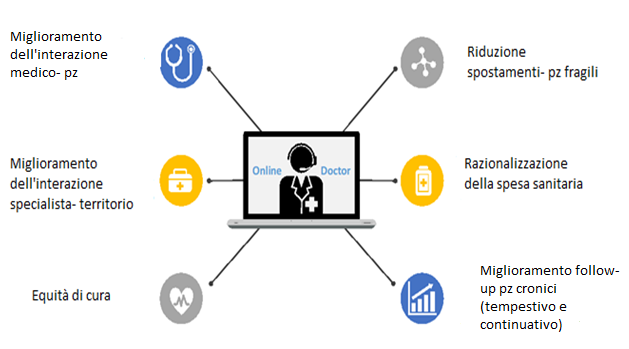 Miglioramento
dell'interazione
medico- pz
Riduzione
spostamenti- pz fragili
Miglioramento
dell'interazione
specialista- territorio
Online Doctor
Razionalizzazione
della spesa sanitaria
Equità di cura
Miglioramento follow-
up pz cronici
(tempestivo e
continuativo)